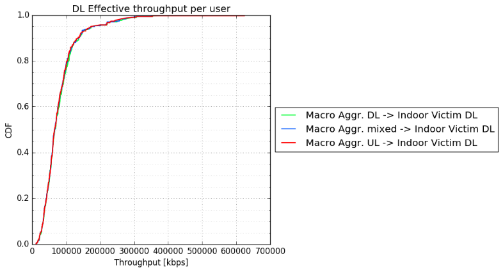 DL Effective throughput per user
1.0
0.8
0.6
0.4
0.2
0.0
CDF
0 100000 200000 300000 400000 500000 600000 700000
Throughput [kbps]
Macro Aggr. DL -> Indoor Victim DL
Macro Aggr. mixed -> Indoor Victim DL
Macro Aggr. UL -> Indoor Victim DL